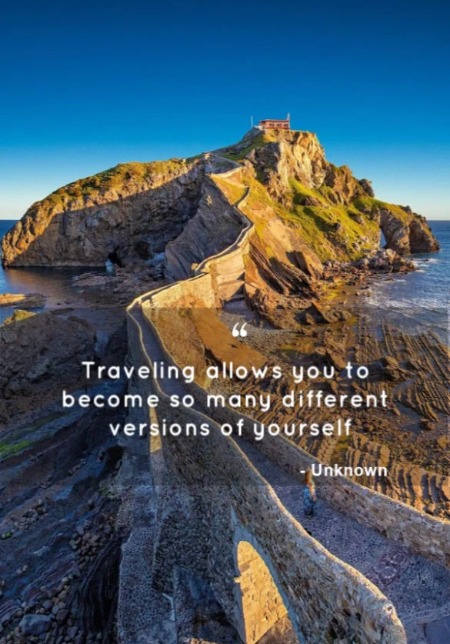 “
Traveling allows you to
become so many different
versions of yourself
- Unknown